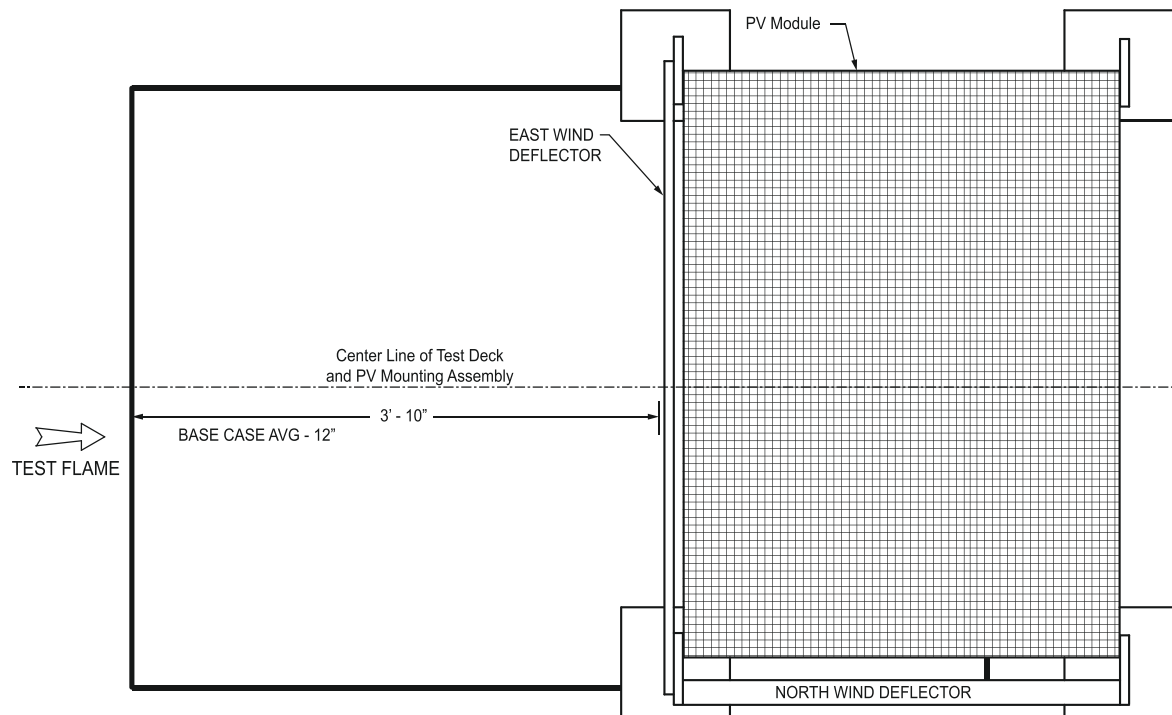 PV Module
EAST WIND
DEFLECTOR
Center Line of Test Deck
and PV Mounting Assembly
3’ - 10”
BASE CASE AVG - 12”
TEST FLAME
NORTH WIND DEFLECTOR